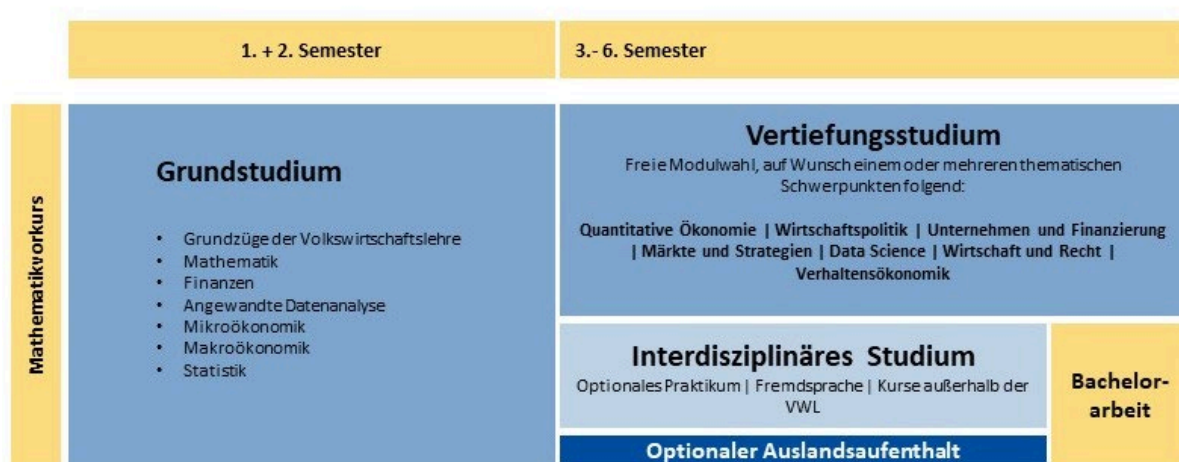 1. + 2. Semester
3.- 6. Semester
Mathematikvorkurs
Grundstudium
• Grundzüge der Volkswirtschaftslehre
• Mathematik
• Finanzen
• Angewandte Datenanalyse
• Mikroökonomik
• Makroökonomik
• Statistik
Vertiefungsstudium
Freie Modulwahl, auf Wunsch einem oder mehreren thematischen
Schwerpunkten folgend:
Quantitative Ökonomie | Wirtschaftspolitik | Unternehmen und Finanzierung
| Märkte und Strategien | Data Science | Wirtschaft und Recht |
Verhaltensökonomik
Interdisziplinäres Studium
Optionales Praktikum | Fremdsprache | Kurse außerhalb der
VWL
Optionaler Auslandsaufenthalt
Bachelor-
arbeit